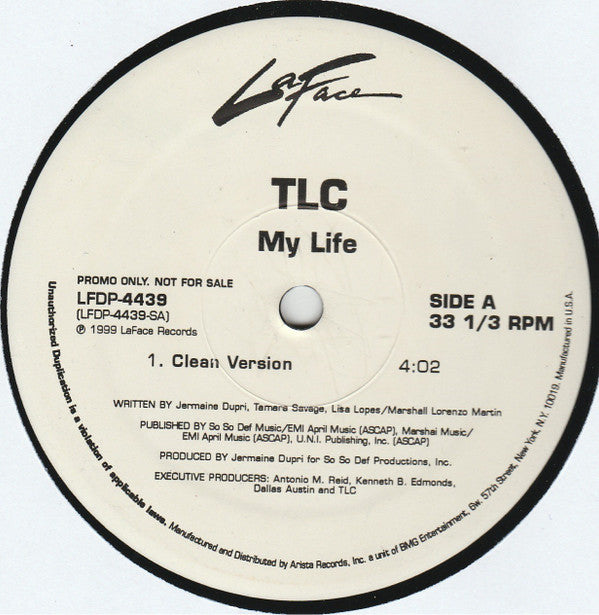 LaFace
TLC
My Life
PROMO ONLY. NOT FOR SALE
LFDP-4439
(LFDP-4439-SA)
℗ 1999 LaFace Records
SIDE A
33 1/3 RPM
1. Clean Version 4:02
WRITTEN BY Jermaine Dupri, Tamara Savage, Lisa Lopes/Marshall Lorenzo Martin
PUBLISHED BY So So Def Music/EMI April Music (ASCAP), Marshai Music/
EMI April Music (ASCAP), U.N.I. Publishing, Inc. (ASCAP)
PRODUCED BY Jermaine Dupri for So So Def Productions, Inc.
EXECUTIVE PRODUCERS: Antonio M. Reid, Kenneth B. Edmonds,
Dallas Austin and TLC
Unauthorized Duplication is a violation of applicable laws. Manufactured and Distributed by Arista Records, Inc. a unit of BMG Entertainment, 6w. 57th Street, New York, N.Y. 10019. Manufactured in U.S.A.